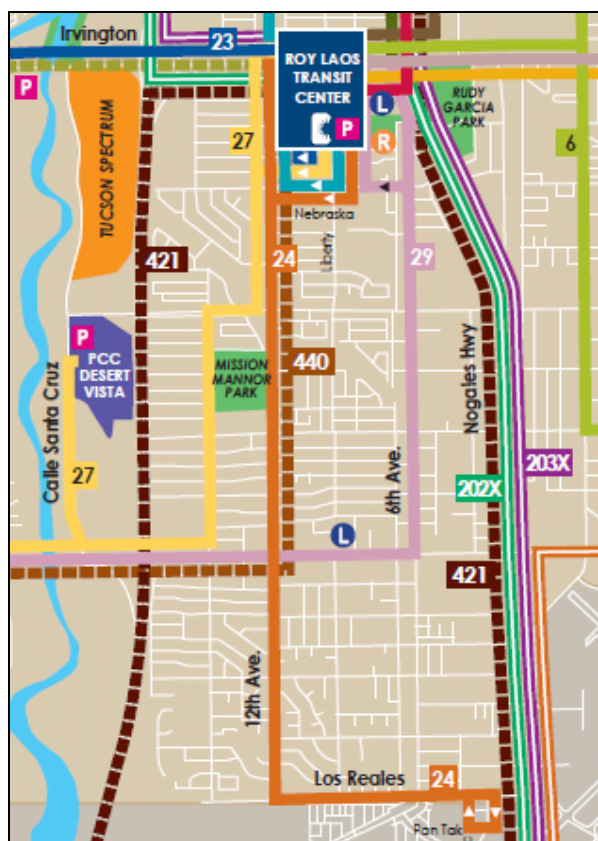 Irvington
23
ROY LAOS
TRANSIT
CENTER
P
P
L
R
RUDY
GARCIA
PARK
27
6
TUCSON SPECTRUM
Nebraska
421
24
Liberty
29
P
PCC
DESERT
VISTA
MISSION
MANNOR
PARK
440
Nogales Hwy
Calle Santa Cruz
27
6th Ave.
203X
202X
L
421
12th Ave.
Los Reales
24
Pan Tak